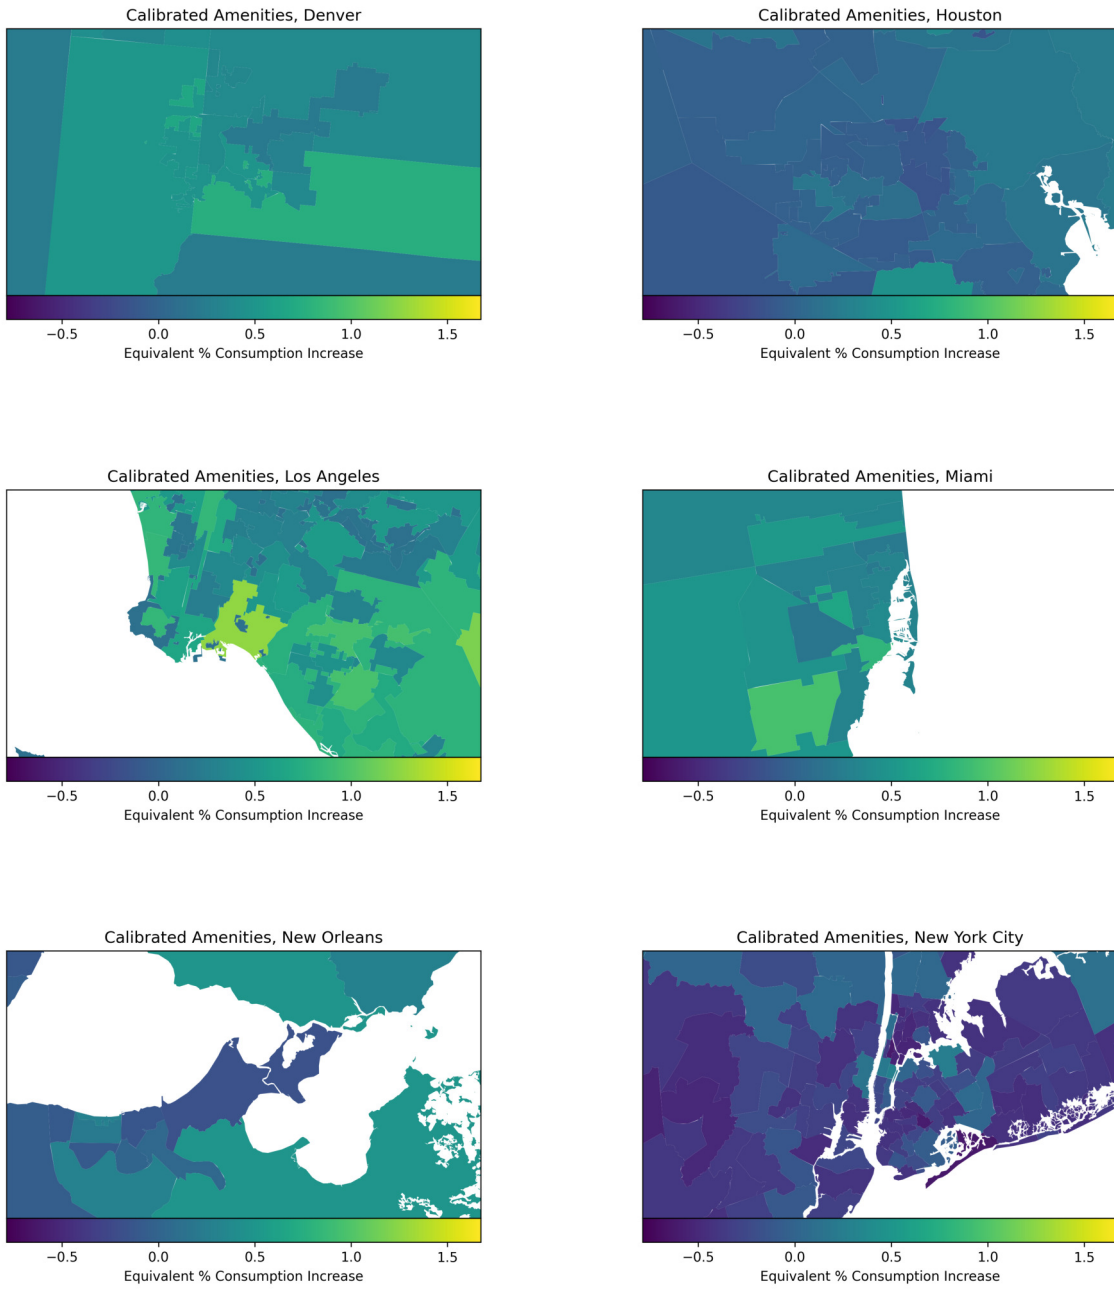 Calibrated Amenities, Denver
−0.5 0.0 0.5 1.0 1.5
Equivalent % Consumption Increase
Calibrated Amenities, Houston
−0.5 0.0 0.5 1.0 1.5
Equivalent % Consumption Increase
Calibrated Amenities, Los Angeles
−0.5 0.0 0.5 1.0 1.5
Equivalent % Consumption Increase
Calibrated Amenities, Miami
−0.5 0.0 0.5 1.0 1.5
Equivalent % Consumption Increase
Calibrated Amenities, New Orleans
−0.5 0.0 0.5 1.0 1.5
Equivalent % Consumption Increase
Calibrated Amenities, New York City
−0.5 0.0 0.5 1.0 1.5
Equivalent % Consumption Increase